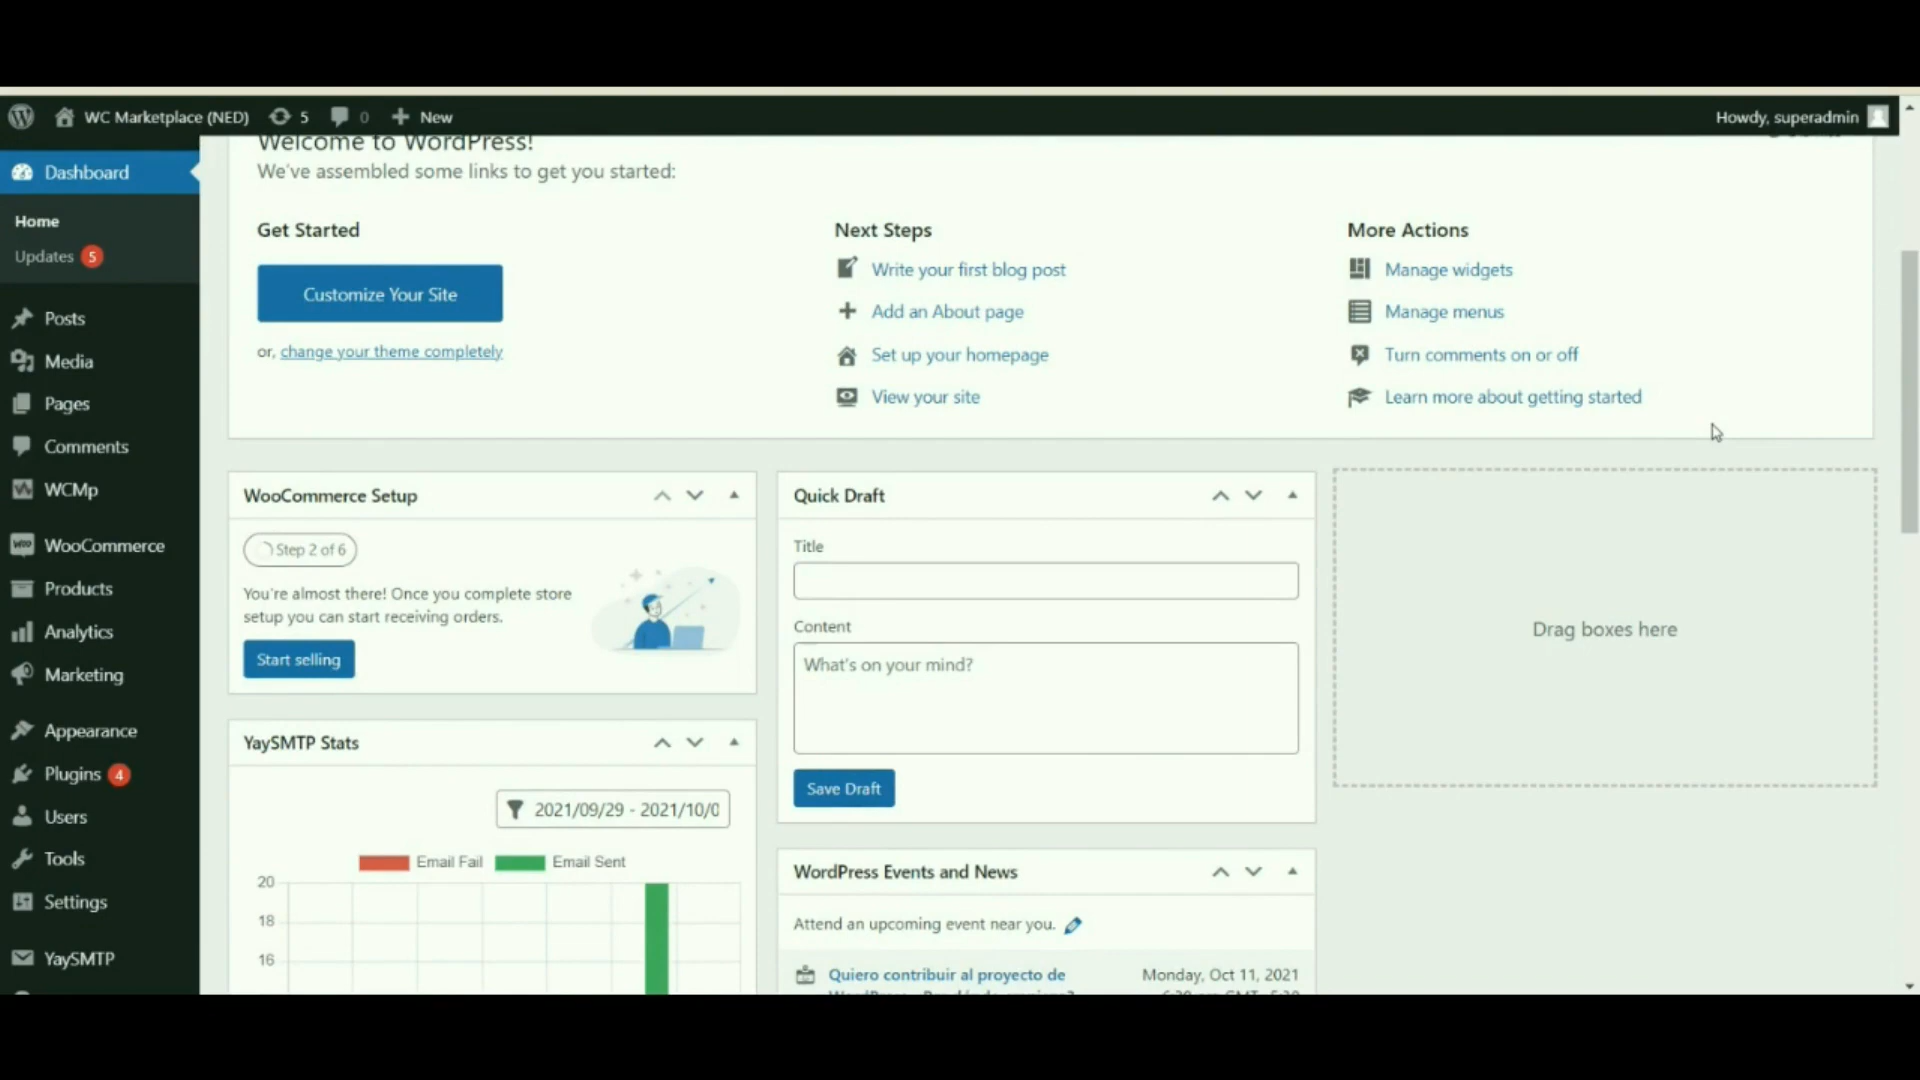 WC Marketplace (NED) 5 0 New Howdy, superadmin
Dashboard
Home
Updates 5
Posts
Media
Pages
Comments
WCMp
WooCommerce
Products
Analytics
Marketing
Appearance
Plugins 4
Users
Tools
Settings
YaySMTP
Welcome to WordPress!
We've assembled some links to get you started:
Get Started
Customize Your Site
or, change your theme completely
Next Steps
Write your first blog post
Add an About page
Set up your homepage
View your site
More Actions
Manage widgets
Manage menus
Turn comments on or off
Learn more about getting started
WooCommerce Setup
Step 2 of 6
You're almost there! Once you complete store
setup you can start receiving orders.
Start selling
YaySMTP Stats
2021/09/29 - 2021/10/0
Email Fail Email Sent
20
18
16
Quick Draft
Title
Content
What's on your mind?
Save Draft
WordPress Events and News
Attend an upcoming event near you.
Quiero contribuir al proyecto de Monday, Oct 11, 2021
Drag boxes here